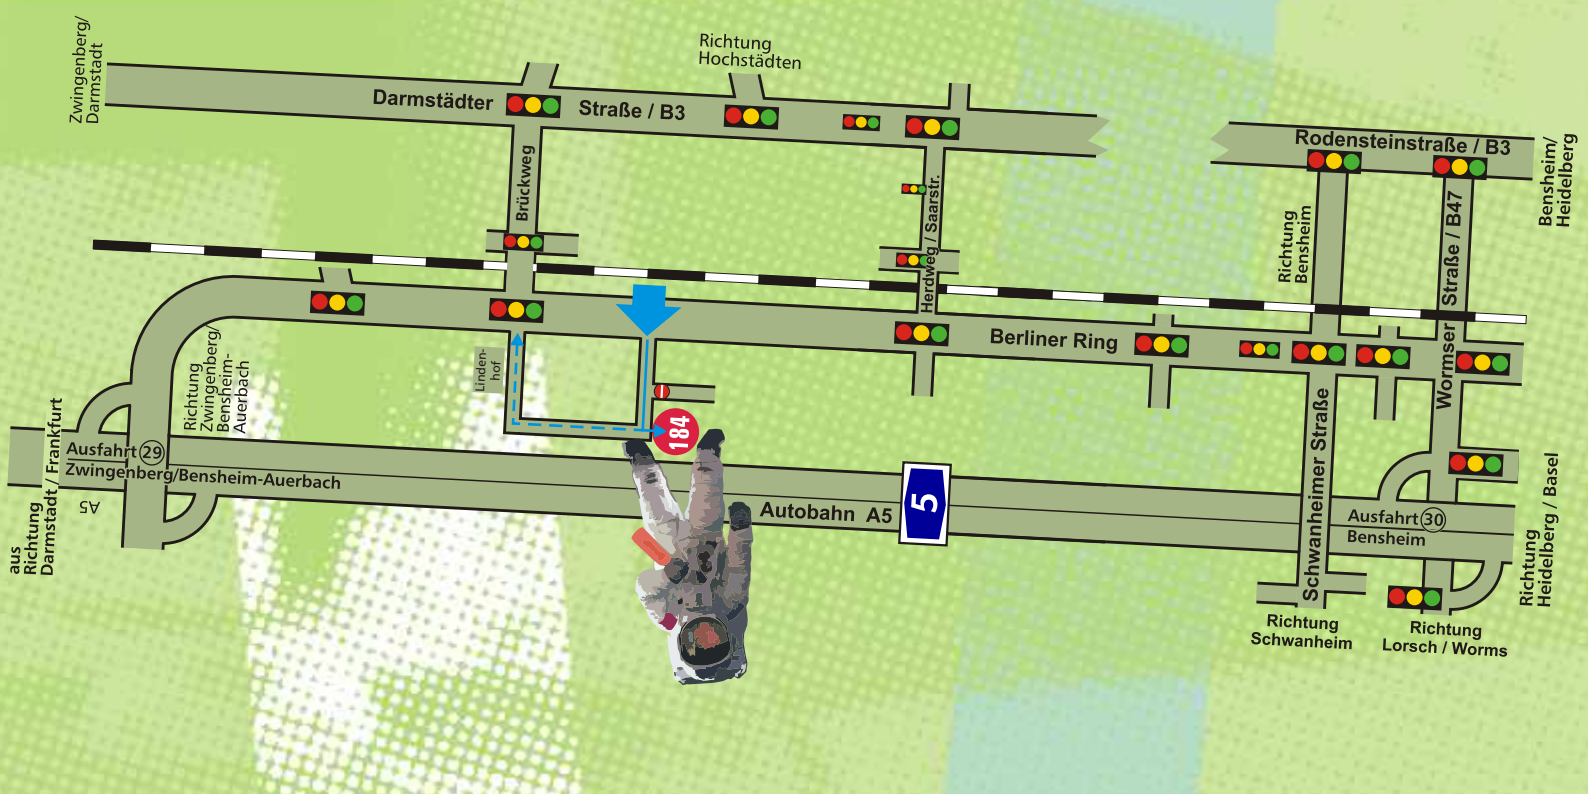 Zwingenberg/
Darmstadt
Richtung
Hochstädten
Darmstädter Straße / B3
Rodensteinstraße / B3
Bensheim/
Heidelberg
Brückweg
Herdweg / Saarstr.
Richtung
Bensheim
Wormser Straße / B47
Berliner Ring
Richtung
Zwingenberg/
Bensheim-
Auerbach
Linden-
hof
184
Schwanheimer Straße
aus
Richtung
Darmstadt / Frankfurt
A5
Ausfahrt 29
Zwingenberg/Bensheim-Auerbach
Autobahn A5
5
Ausfahrt 30
Bensheim
Richtung
Heidelberg / Basel
Richtung
Schwanheim
Richtung
Lorsch / Worms